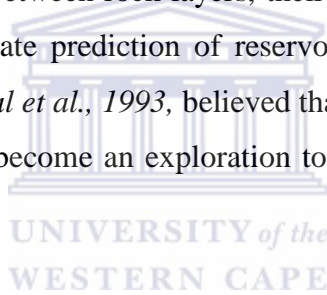 between rock layers, then
ate prediction of reservo
al et al., 1993, believed tha
become an exploration to
UNIVERSITY of the
WESTERN CAPE